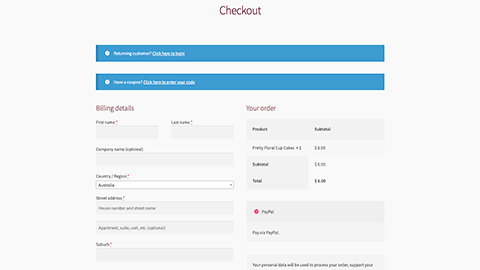 Checkout
Returning customer? Click here to login
Have a coupon? Click here to enter your code
Billing details
First name *
Last name *
Company name (optional)
Country / Region *
Australia
Street address *
House number and street name
Apartment, suite, unit, etc. (optional)
Suburb *
Your order
Product Subtotal
Pretty Floral Cup Cakes × 1 $ 6.00
Subtotal $ 6.00
Total $ 6.00
PayPal
Pay via PayPal.
Your personal data will be used to process your order, support your